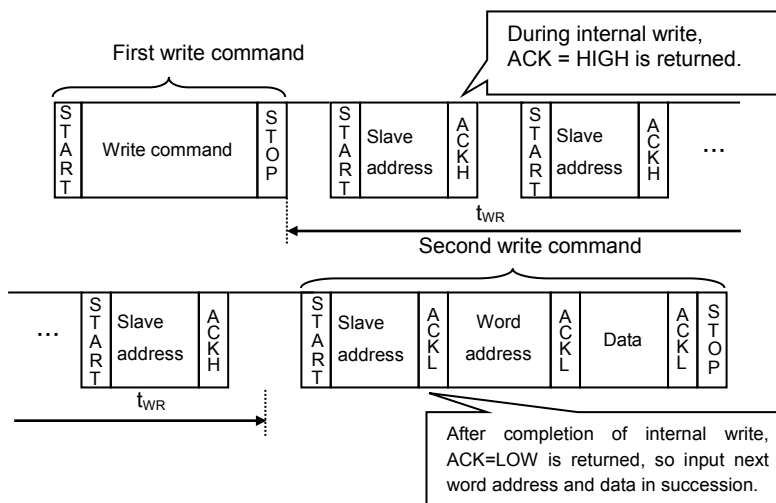 First write command
During internal write,
ACK = HIGH is returned.
START
Write command
STOP
START
Slave
address
ACKH
START
Slave
address
ACKH
…
tWR
Second write command
…
START
Slave
address
ACKH
START
Slave
address
ACKL
Word
address
ACKL
Data
ACKL
STOP
tWR
After completion of internal write,
ACK=LOW is returned, so input next
word address and data in succession.